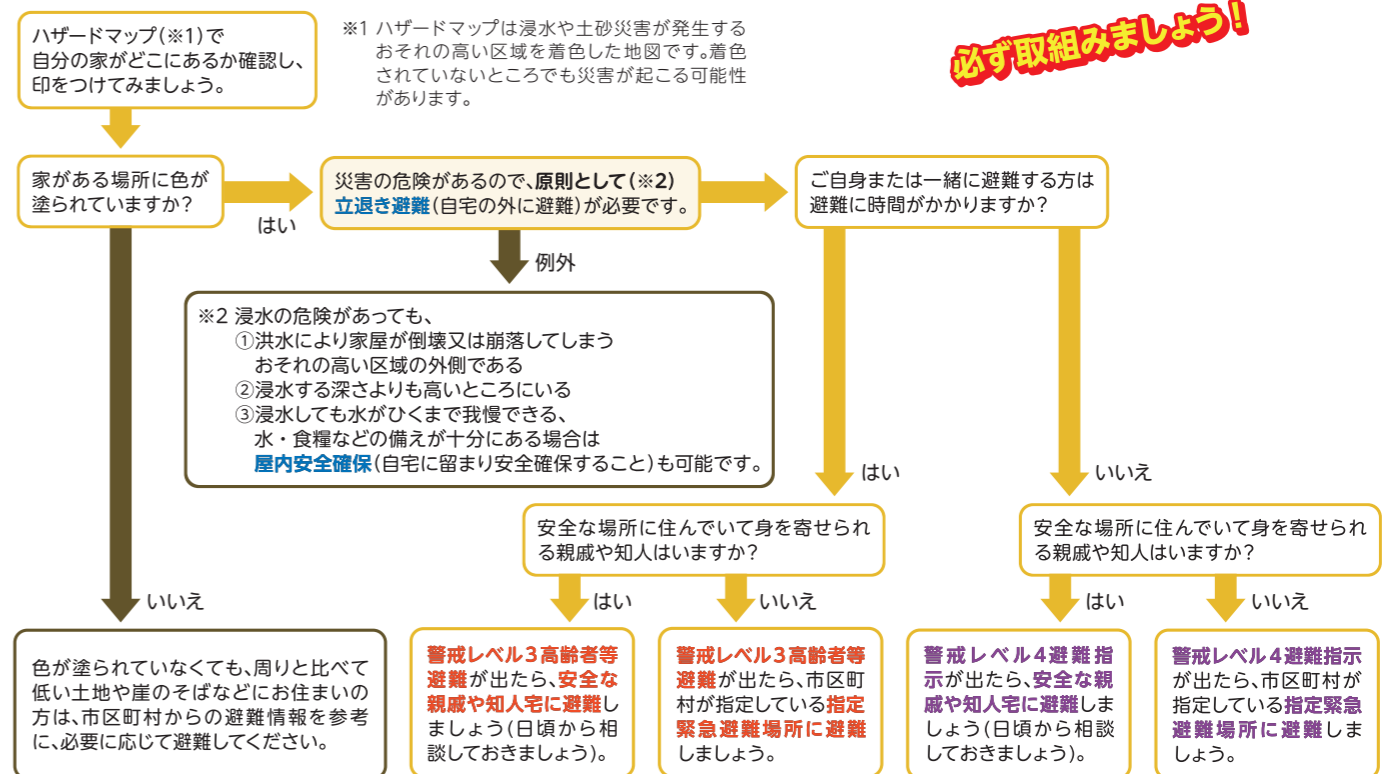 ハザードマップ(※1)で
自分の家がどこにあるか確認し、
印をつけてみましょう。
※1 ハザードマップは浸水や土砂災害が発生する
おそれの高い区域を着色した地図です。着色
されていないところでも災害が起こる可能性
があります。
必ず取組みましょう!
家がある場所に色が
塗られていますか?
はい
災害の危険があるので、原則として(※2)
立退き避難(自宅の外に避難)が必要です。
ご自身または一緒に避難する方は
避難に時間がかかりますか?
例外
※2 浸水の危険があっても、
①洪水により家屋が倒壊又は崩落してしまう
おそれの高い区域の外側である
②浸水する深さよりも高いところにいる
③浸水しても水がひくまで我慢できる、
水・食糧などの備えが十分にある場合は
屋内安全確保(自宅に留まり安全確保すること)も可能です。
はい
いいえ
安全な場所に住んでいて身を寄せられ
る親戚や知人はいますか?
安全な場所に住んでいて身を寄せられ
る親戚や知人はいますか?
いいえ
はい
いいえ
はい
いいえ
色が塗られていなくても、周りと比べて
低い土地や崖のそばなどにお住まいの
方は、市区町村からの避難情報を参考
に、必要に応じて避難してください。
警戒レベル3高齢者等
避難が出たら、安全な
親戚や知人宅に避難し
ましょう(日頃から相
談しておきましょう)。
警戒レベル3高齢者等
避難が出たら、市区町
村が指定している指定
緊急避難場所に避難
しましょう。
警戒レベル4避難指
示が出たら、安全な親
戚や知人宅に避難しま
しょう(日頃から相談
しておきましょう)。
警戒レベル4避難指示
が出たら、市区町村が
指定している指定緊急
避難場所に避難しま
しょう。